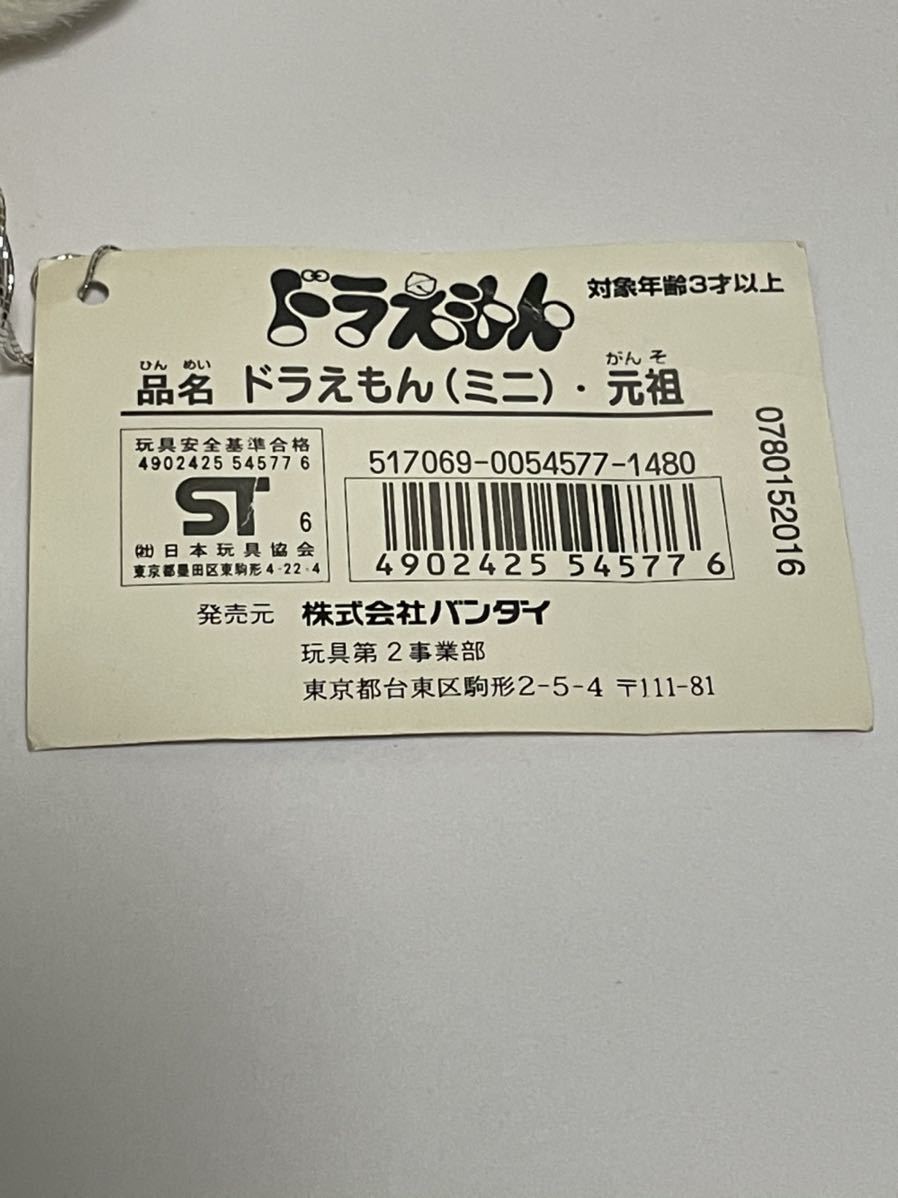 ドラえもん 対象年齢3才以上
ひん めい がん そ
品名 ドラえもん(ミニ)・元祖
玩具安全基準合格
4902425 54577 6
ST 6
㈳日本玩具協会
東京都墨田区東駒形4-22-4
517069-0054577-1480
4902425 545776
0780152016
発売元 株式会社バンダイ
玩具第2事業部
東京都台東区駒形2-5-4 〒111-81